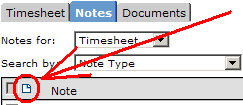 Timesheet Notes Documents
Notes for: Timesheet
Search by: Note Type
Note